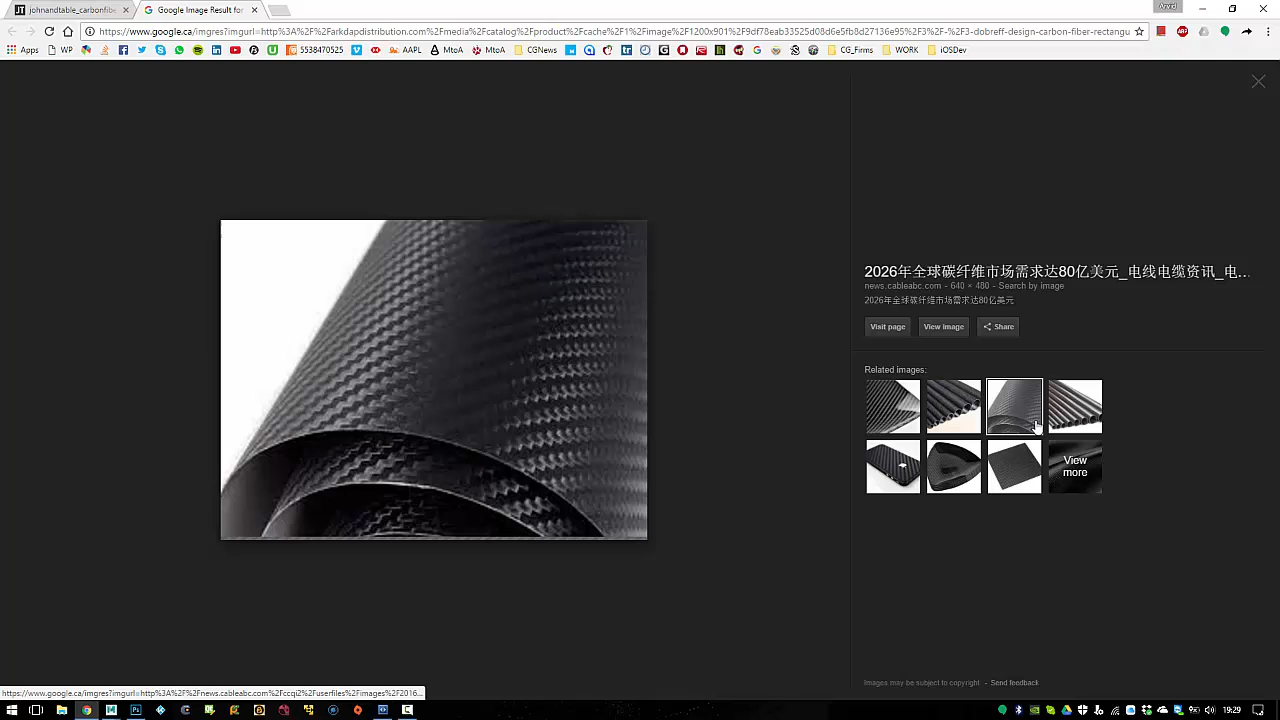 johnandtable_carbonfibe
Google Image Result for
Arvid
https://www.google.ca/imgres?imgurl=http%3A%2F%2Farkdapdistribution.com%2Fmedia%2Fcatalog%2Fproduct%2Fcache%2F1%2Fimage%2F1200x901%2F9df78eab33525d08d6e5fb8d27136e95%2F3%2F-%2F3-dobreff-design-carbon-fiber-rectangu
Apps WP 5538470525 AAPL MtoA MtoA CGNews CG_Firms WORK iOSDev
2026年全球碳纤维市场需求达80亿美元_电线电缆资讯_电...
news.cableabc.com - 640 × 480 - Search by image
2026年全球碳纤维市场需求达80亿美元
Visit page View image Share
Related images:
View more
Images may be subject to copyright. - Send feedback
https://www.google.ca/imgres?imgurl=http%3A%2F%2Fnews.cableabc.com%2Fccqi2%2Fuserfiles%2Fimages%2F2016...
19:29